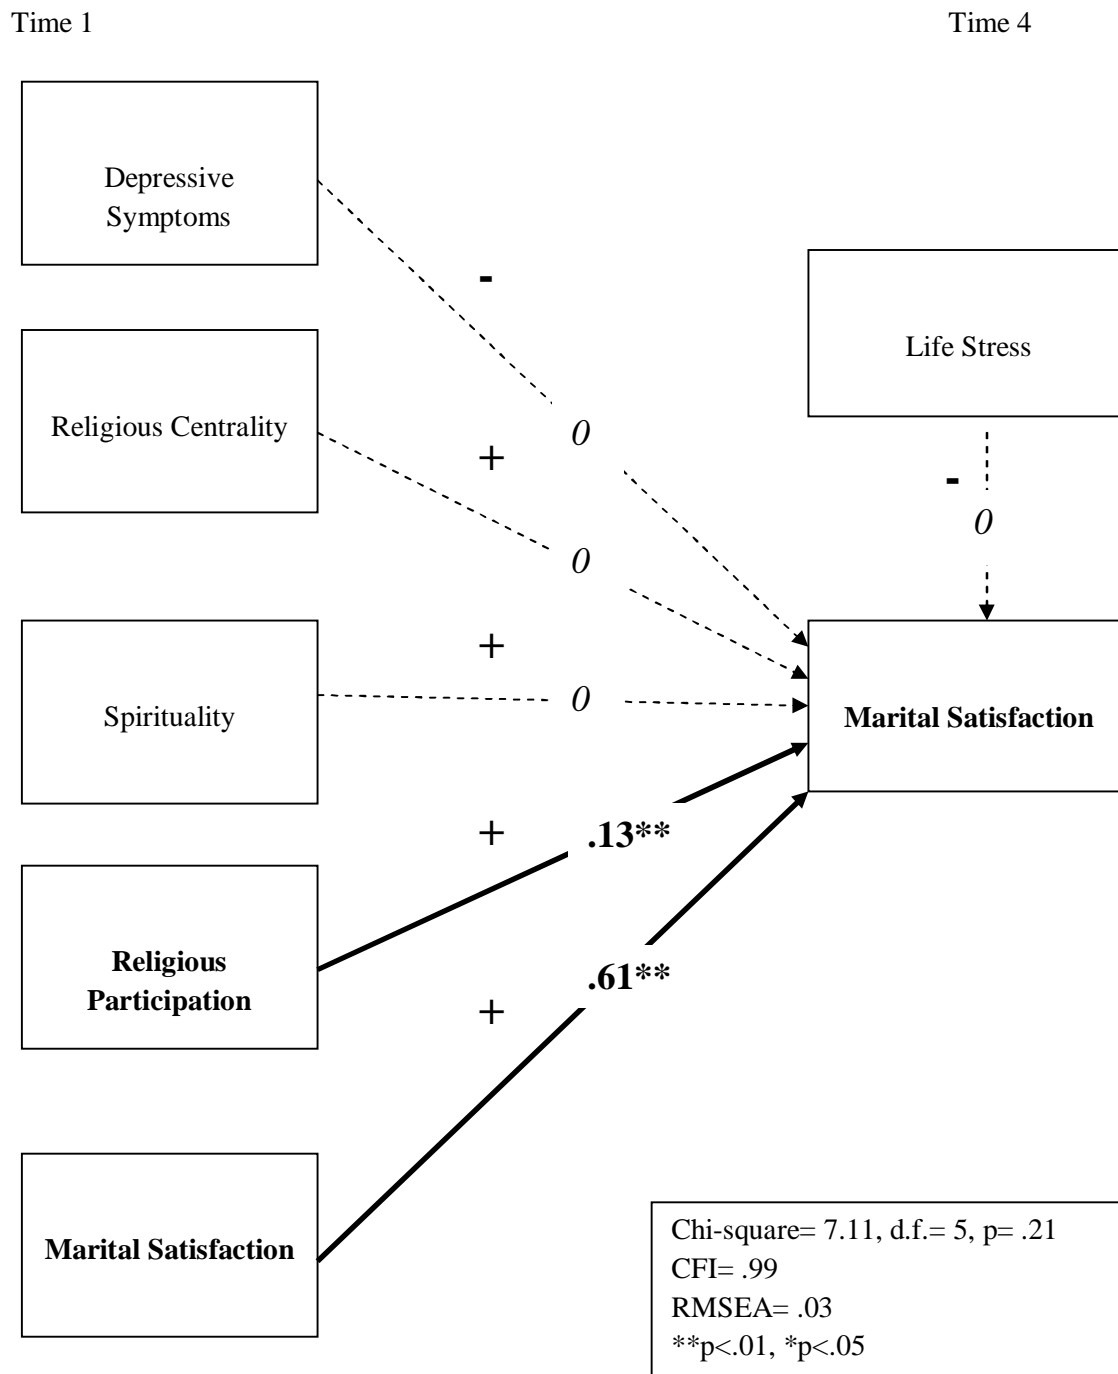 Time 1
Time 4
Depressive
Symptoms
-
Life Stress
Religious Centrality
0
+
-
0
0
+
Spirituality
0
Marital Satisfaction
+
.13**
Religious
Participation
.61**
+
Marital Satisfaction
Chi-square= 7.11, d.f.= 5, p= .21
CFI= .99
RMSEA= .03
**p<.01, *p<.05